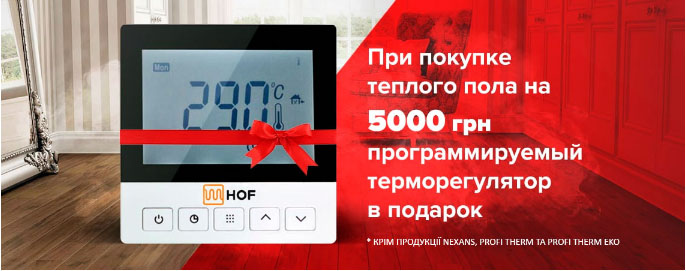 Mon
29.0°C
HOF
При покупке
теплого пола на
5000 грн
программируемый
терморегулятор
в подарок
* КРІМ ПРОДУКЦІЇ NEXANS, PROFI THERM ТА PROFI THERM EKO